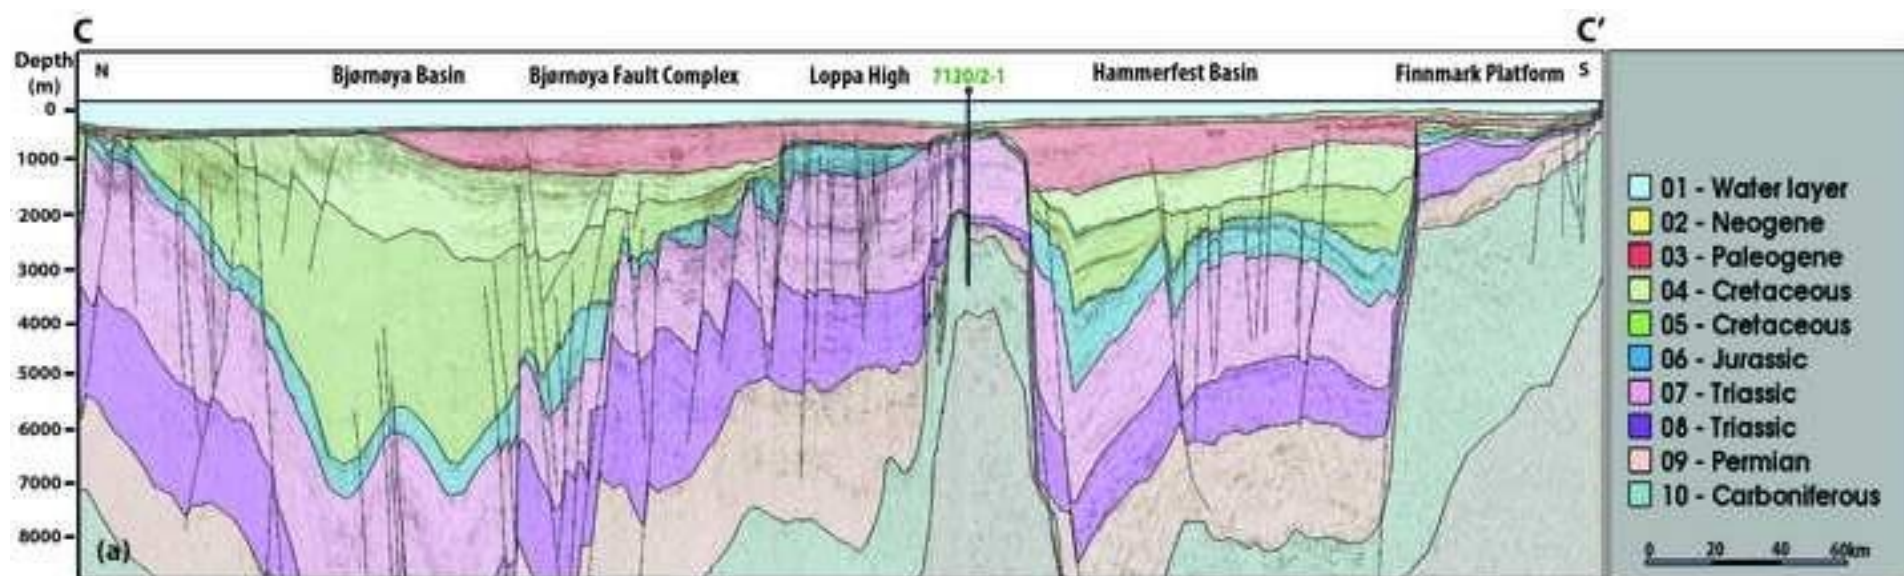 C C′
Depth (m)
N Bjørnøya Basin Bjørnøya Fault Complex Loppa High 7120/2-1 Hammerfest Basin Finnmark Platform S
0
1000
2000
3000
4000
5000
6000
7000
8000
(a)
01 - Water layer
02 - Neogene
03 - Paleogene
04 - Cretaceous
05 - Cretaceous
06 - Jurassic
07 - Triassic
08 - Triassic
09 - Permian
10 - Carboniferous
0 20 40 60km